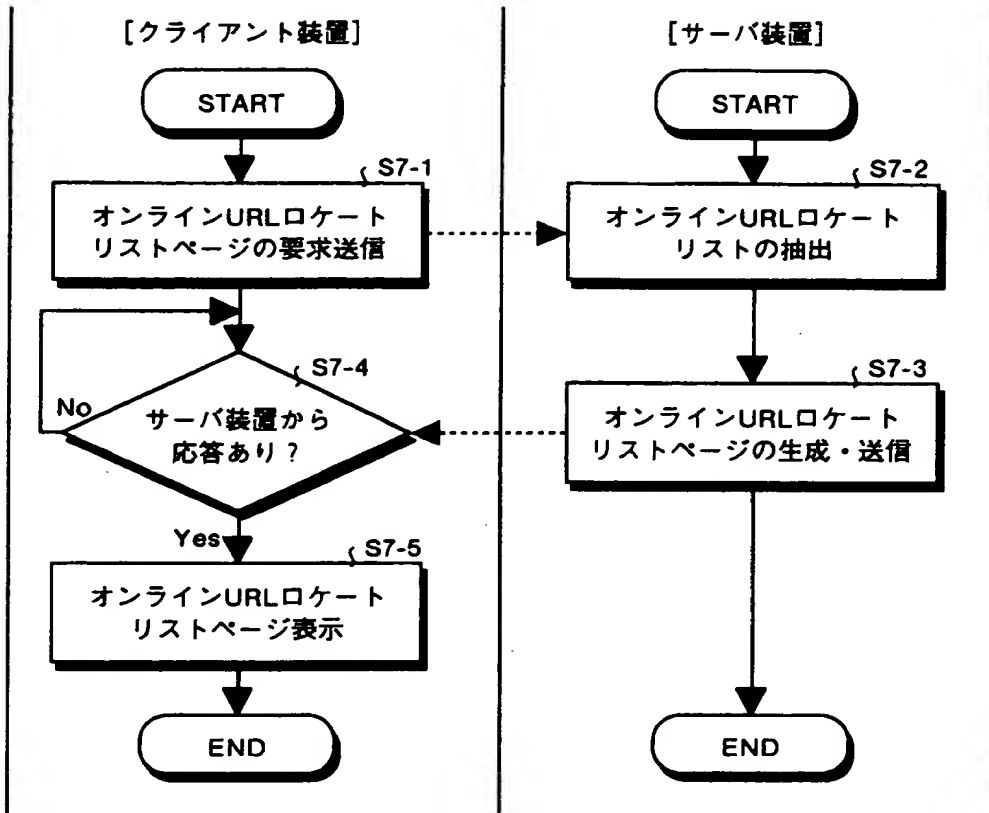 [クライアント装置]
START
S7-1
オンラインURLロケート
リストページの要求送信
S7-4
サーバ装置から
応答あり?
No
Yes
S7-5
オンラインURLロケート
リストページ表示
END
[サーバ装置]
START
S7-2
オンラインURLロケート
リストの抽出
S7-3
オンラインURLロケート
リストページの生成・送信
END